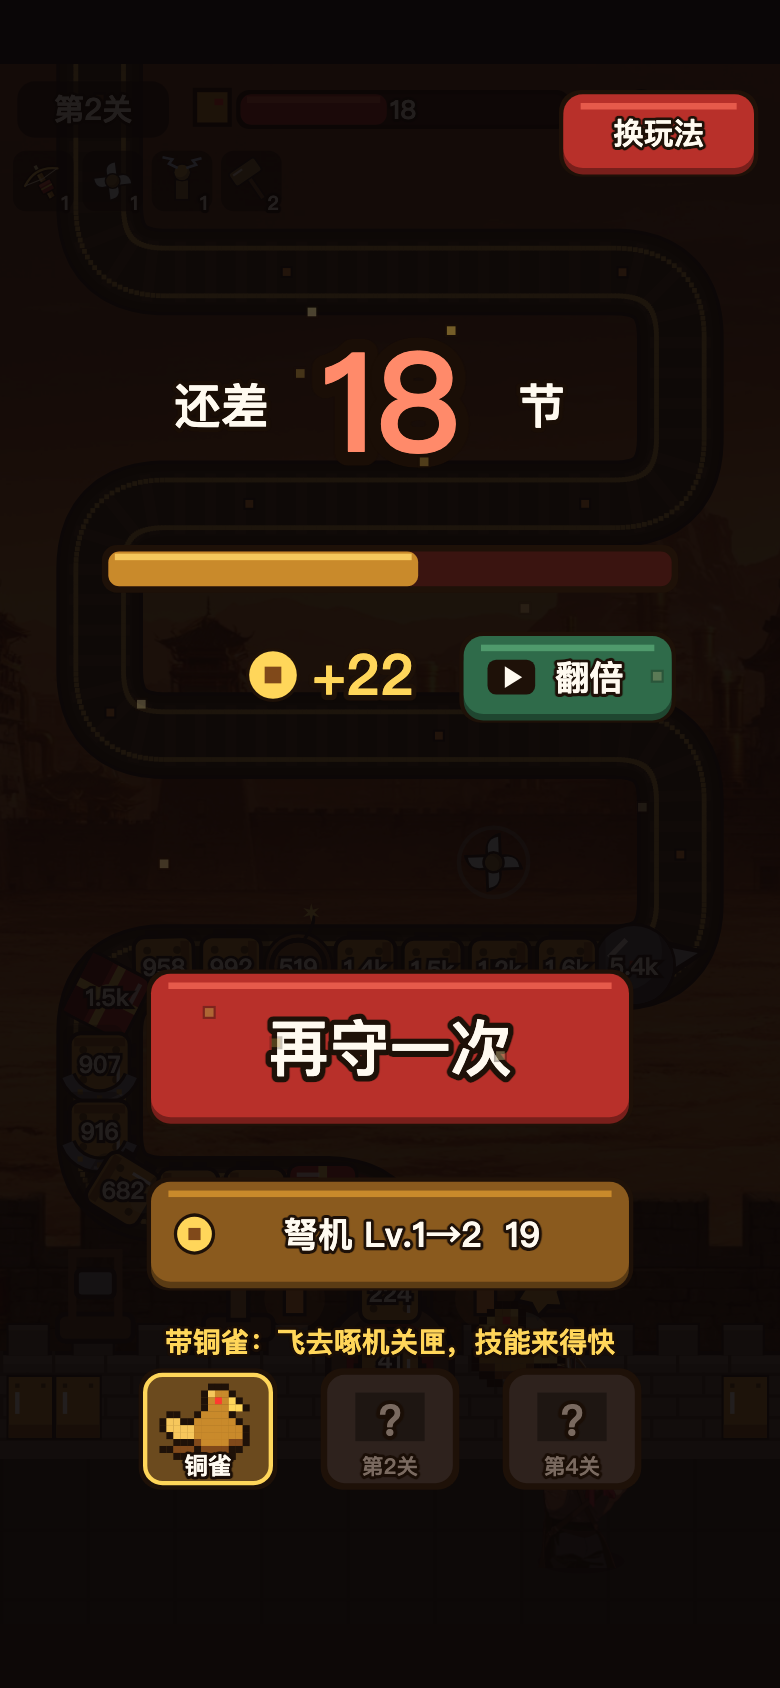 第2关
18
换玩法
1
1
1
2
还差 18 节
+22
翻倍
958 992 519 1.4k 1.5k 1.2k 1.6k 5.4k
1.5k
907
再守一次
916
682
弩机 Lv.1→2 19
224
带铜雀：飞去啄机关匣，技能来得快
? ?
铜雀 第2关 第4关